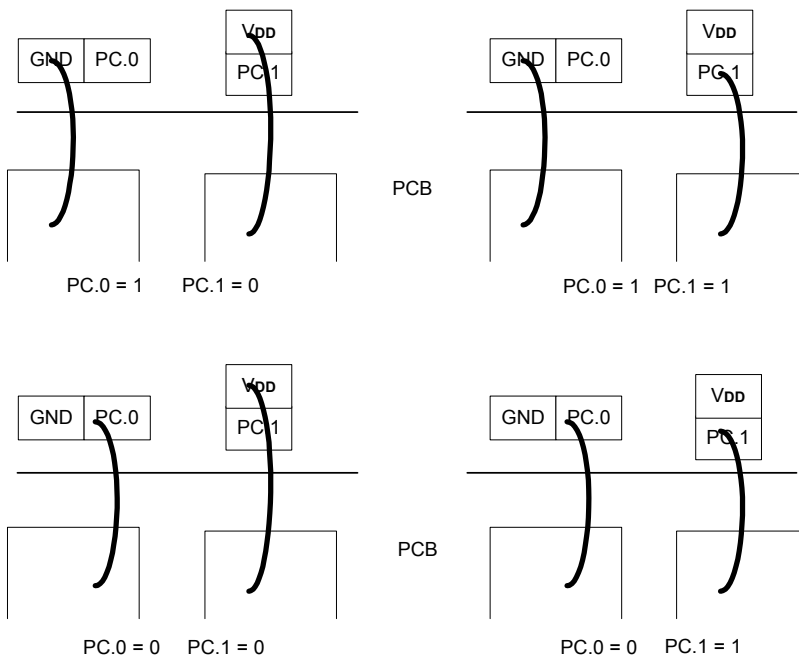 VDD VDD
GND PC.0 GND PC.0
PC.1 PC.1
PCB
PC.0 = 1 PC.1 = 0 PC.0 = 1 PC.1 = 1
VDD VDD
GND PC.0 GND PC.0
PC.1 PC.1
PCB
PC.0 = 0 PC.1 = 0 PC.0 = 0 PC.1 = 1